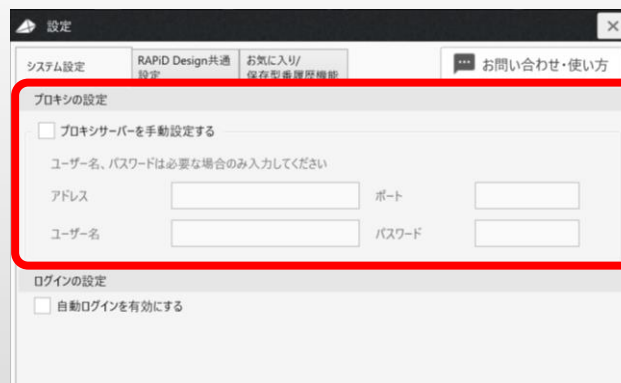 設定
システム設定
RAPiD Design共通
設定
お気に入り/
保存型番履歴機能
お問い合わせ・使い方
プロキシの設定
プロキシサーバーを手動設定する
ユーザー名、パスワードは必要な場合のみ入力してください
アドレス
ポート
ユーザー名
パスワード
ログインの設定
自動ログインを有効にする